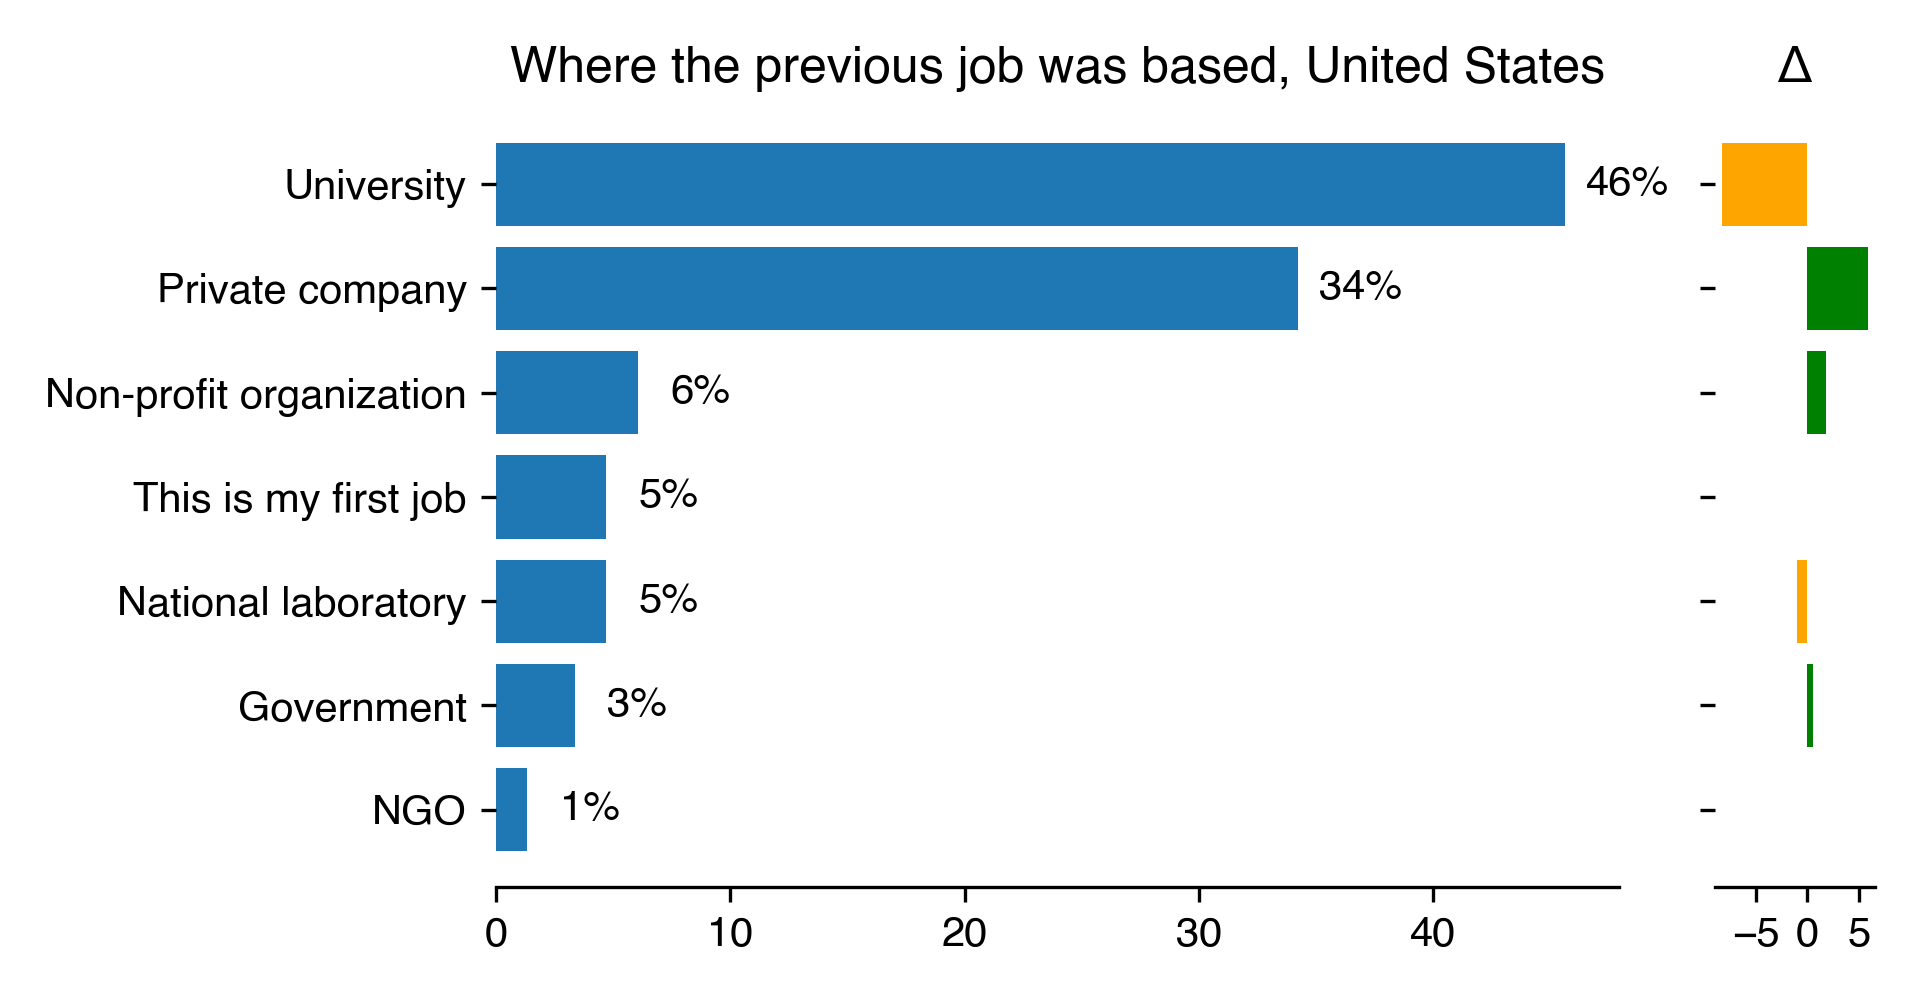 Where the previous job was based, United States Δ
University 46%
Private company 34%
Non-profit organization 6%
This is my first job 5%
National laboratory 5%
Government 3%
NGO 1%
0 10 20 30 40 −5 0 5